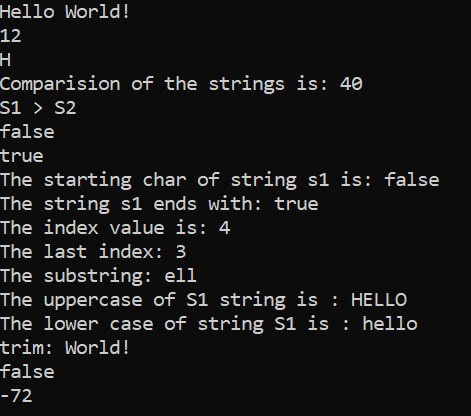 Hello World!
12
H
Comparision of the strings is: 40
S1 > S2
false
true
The starting char of string s1 is: false
The string s1 ends with: true
The index value is: 4
The last index: 3
The substring: ell
The uppercase of S1 string is : HELLO
The lower case of string S1 is : hello
trim: World!
false
-72